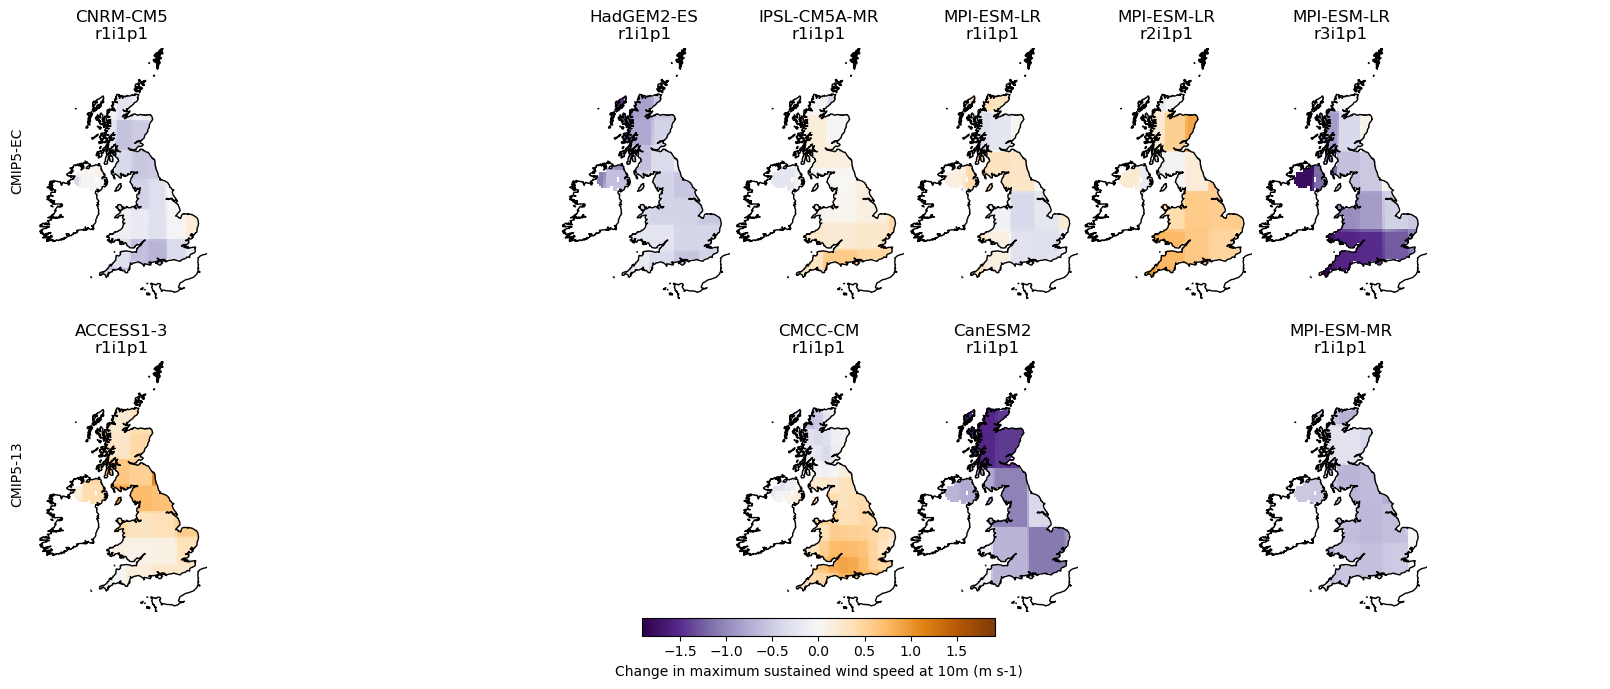 CNRM-CM5
r1i1p1
HadGEM2-ES
r1i1p1
IPSL-CM5A-MR
r1i1p1
MPI-ESM-LR
r1i1p1
MPI-ESM-LR
r2i1p1
MPI-ESM-LR
r3i1p1
CMIP5-EC
ACCESS1-3
r1i1p1
CMCC-CM
r1i1p1
CanESM2
r1i1p1
MPI-ESM-MR
r1i1p1
CMIP5-13
−1.5 −1.0 −0.5 0.0 0.5 1.0 1.5
Change in maximum sustained wind speed at 10m (m s-1)